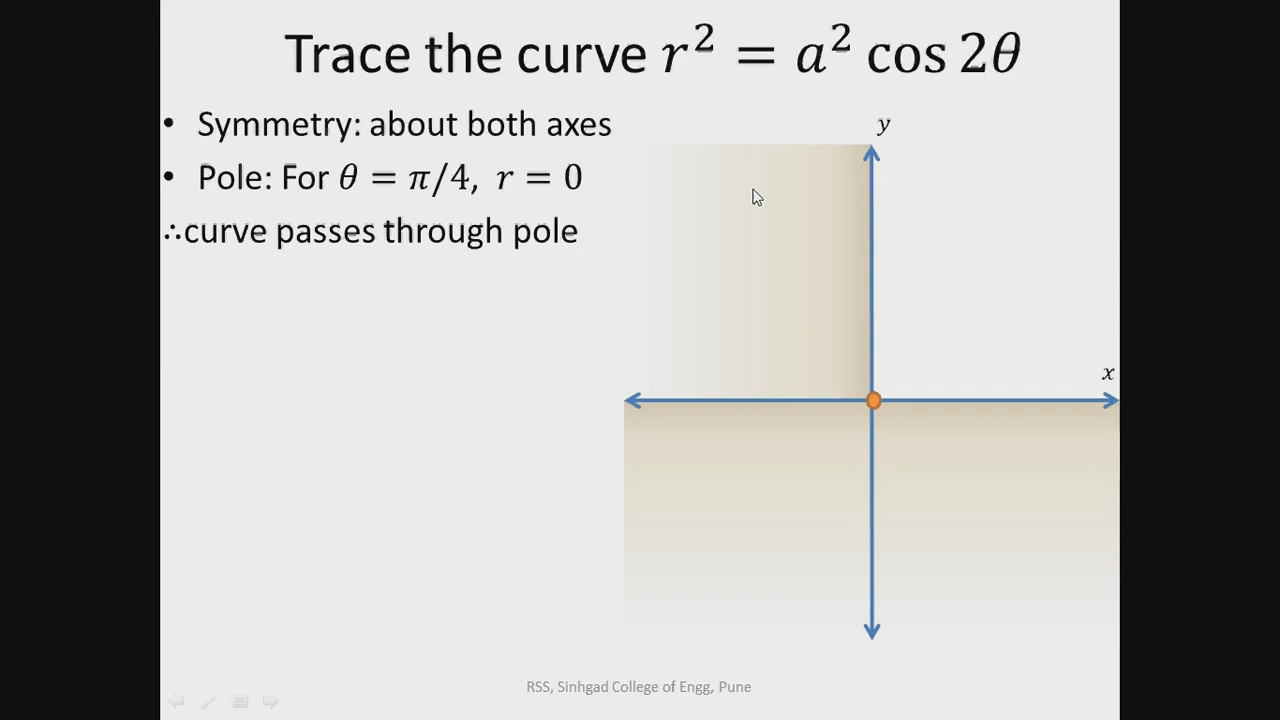 Trace the curve r² = a² cos 2θ
• Symmetry: about both axes
• Pole: For θ = π/4, r = 0
∴curve passes through pole
y
x
RSS, Sinhgad College of Engg, Pune